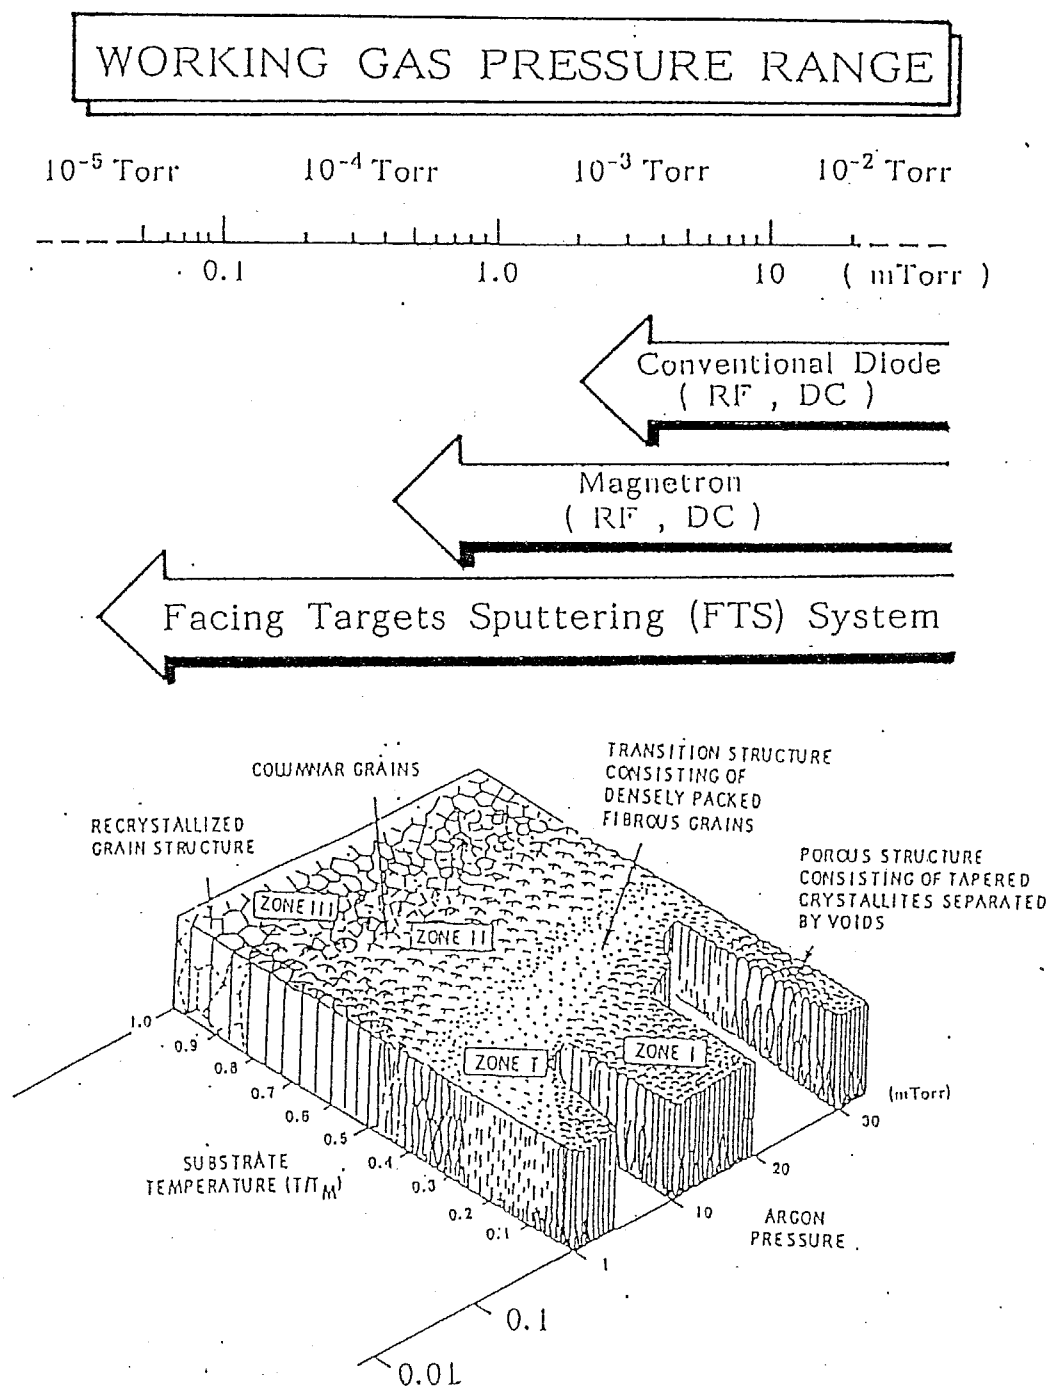 WORKING GAS PRESSURE RANGE
10⁻⁵ Torr 10⁻⁴ Torr 10⁻³ Torr 10⁻² Torr
0.1 1.0 10 ( mTorr )
Conventional Diode
( RF , DC )
Magnetron
( RF , DC )
Facing Targets Sputtering (FTS) System
COLUMNAR GRAINS
TRANSITION STRUCTURE
CONSISTING OF
DENSELY PACKED
FIBROUS GRAINS
RECRYSTALLIZED
GRAIN STRUCTURE
POROUS STRUCTURE
CONSISTING OF TAPERED
CRYSTALLITES SEPARATED
BY VOIDS
ZONE III
ZONE II
ZONE T
ZONE I
1.0
0.9
0.8
0.7
0.6
0.5
0.4
0.3
0.2
0.1
SUBSTRATE
TEMPERATURE (T/T_M)
(mTorr)
30
20
10
1
ARGON
PRESSURE
0.1
0.01